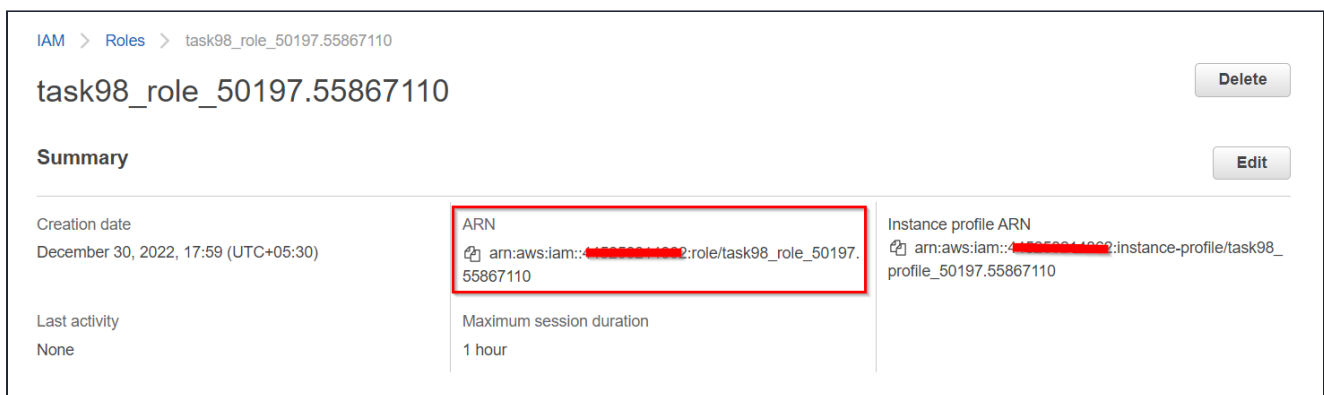 IAM > Roles > task98_role_50197.55867110
task98_role_50197.55867110
Delete
Summary
Edit
Creation date
December 30, 2022, 17:59 (UTC+05:30)
ARN
arn:aws:iam::2:role/task98_role_50197.
55867110
Instance profile ARN
arn:aws:iam::2:instance-profile/task98_
profile_50197.55867110
Last activity
None
Maximum session duration
1 hour